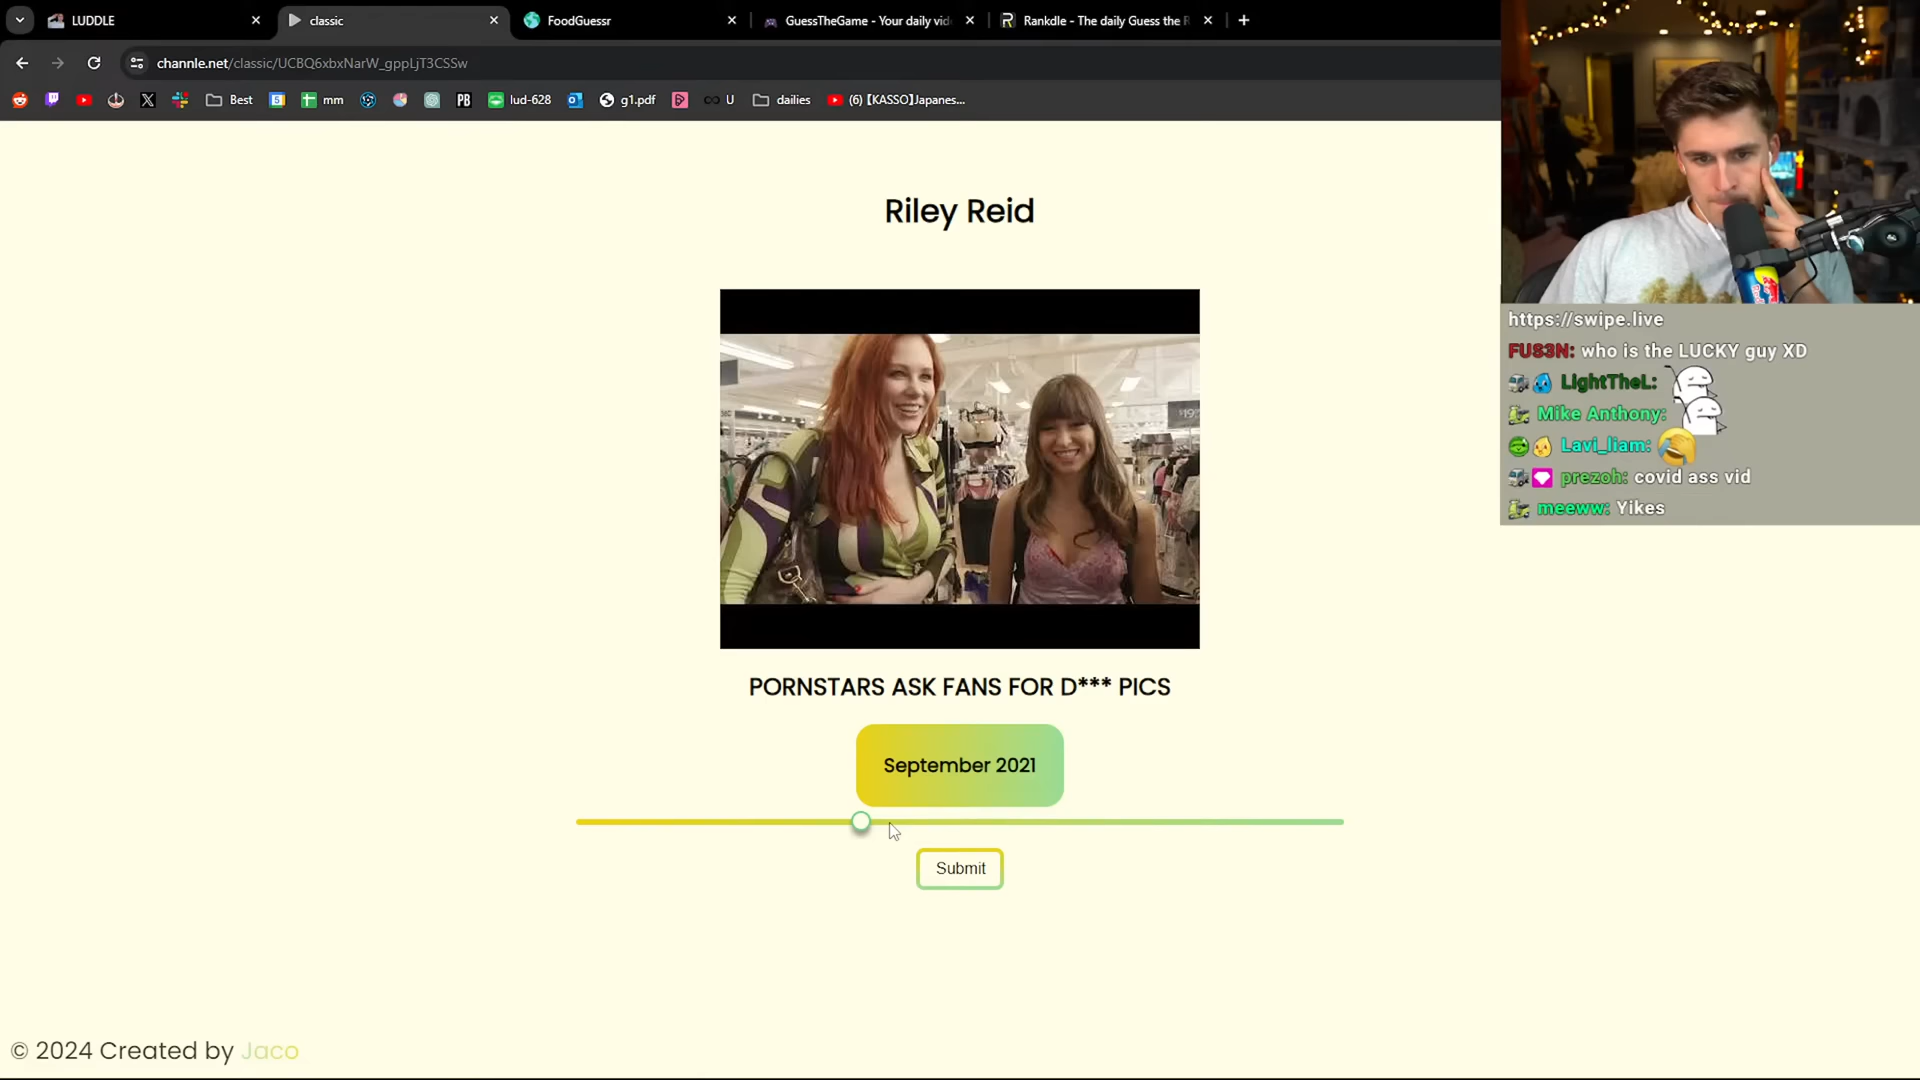 LUDDLE
classic
FoodGuessr
GuessTheGame - Your daily vid
Rankdle - The daily Guess the R
channle.net/classic/UCBQ6xbxNarW_gppLjT3CSSw
Best
5
mm
PB
lud-628
g1.pdf
U
dailies
(6) 【KASSO】Japanes...
Riley Reid
PORNSTARS ASK FANS FOR D*** PICS
September 2021
Submit
© 2024 Created by Jaco
https://swipe.live
FUS3N: who is the LUCKY guy XD
LightTheL:
Mike Anthony:
Lavi_liam:
prezoh: covid ass vid
meeww: Yikes